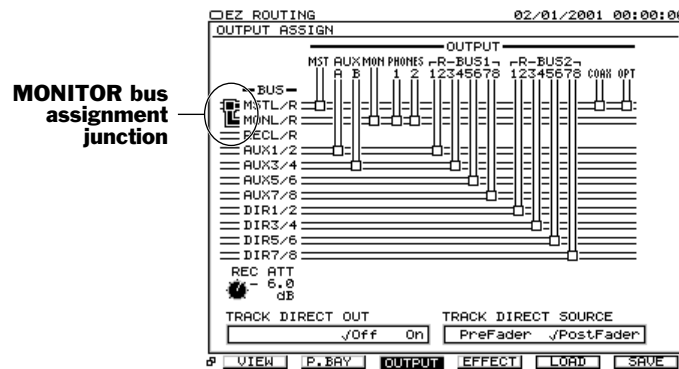 EZ ROUTING 02/01/2001 00:00:00
OUTPUT ASSIGN
OUTPUT
MST AUX MON PHONES R-BUS1 R-BUS2
A B 1 2 12345678 12345678 COAX OPT
MONITOR bus
assignment
junction
BUS
MSTL/R
MONL/R
RECL/R
AUX1/2
AUX3/4
AUX5/6
AUX7/8
DIR1/2
DIR3/4
DIR5/6
DIR7/8
REC ATT
- 6.0
dB
TRACK DIRECT OUT TRACK DIRECT SOURCE
√Off On PreFader √PostFader
VIEW P.BAY OUTPUT EFFECT LOAD SAVE